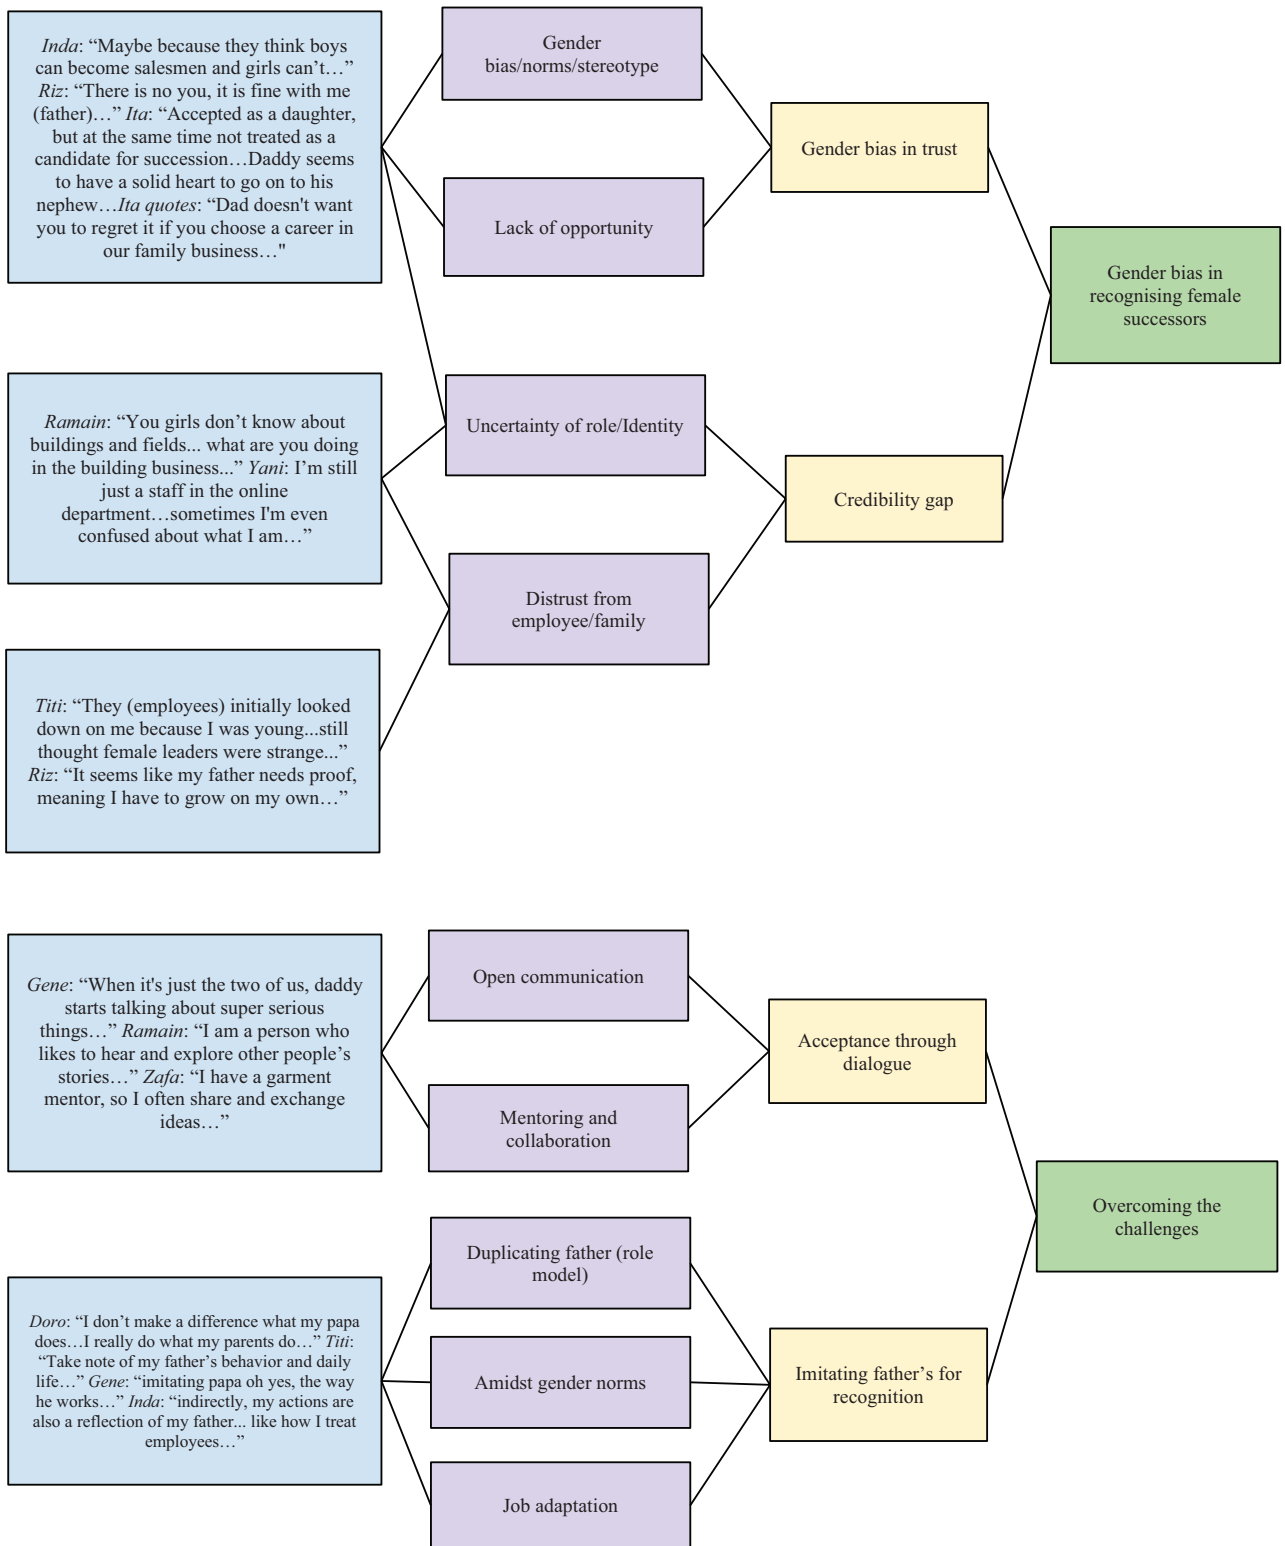 Inda: “Maybe because they think boys
can become salesmen and girls can’t…”
Riz: “There is no you, it is fine with me
(father)…” Ita: “Accepted as a daughter,
but at the same time not treated as a
candidate for succession…Daddy seems
to have a solid heart to go on to his
nephew…Ita quotes: “Dad doesn't want
you to regret it if you choose a career in
our family business…"
Gender
bias/norms/stereotype
Lack of opportunity
Gender bias in trust
Gender bias in
recognising female
successors
Ramain: “You girls don’t know about
buildings and fields... what are you doing
in the building business...” Yani: I’m still
just a staff in the online
department…sometimes I'm even
confused about what I am…”
Uncertainty of role/Identity
Credibility gap
Distrust from
employee/family
Titi: “They (employees) initially looked
down on me because I was young...still
thought female leaders were strange...”
Riz: “It seems like my father needs proof,
meaning I have to grow on my own…”
Gene: “When it's just the two of us, daddy
starts talking about super serious
things…” Ramain: “I am a person who
likes to hear and explore other people’s
stories…” Zafa: “I have a garment
mentor, so I often share and exchange
ideas…”
Open communication
Mentoring and
collaboration
Acceptance through
dialogue
Overcoming the
challenges
Doro: “I don’t make a difference what my papa
does…I really do what my parents do…” Titi:
“Take note of my father’s behavior and daily
life…” Gene: “imitating papa oh yes, the way
he works…” Inda: “indirectly, my actions are
also a reflection of my father... like how I treat
employees…”
Duplicating father (role
model)
Amidst gender norms
Job adaptation
Imitating father’s for
recognition